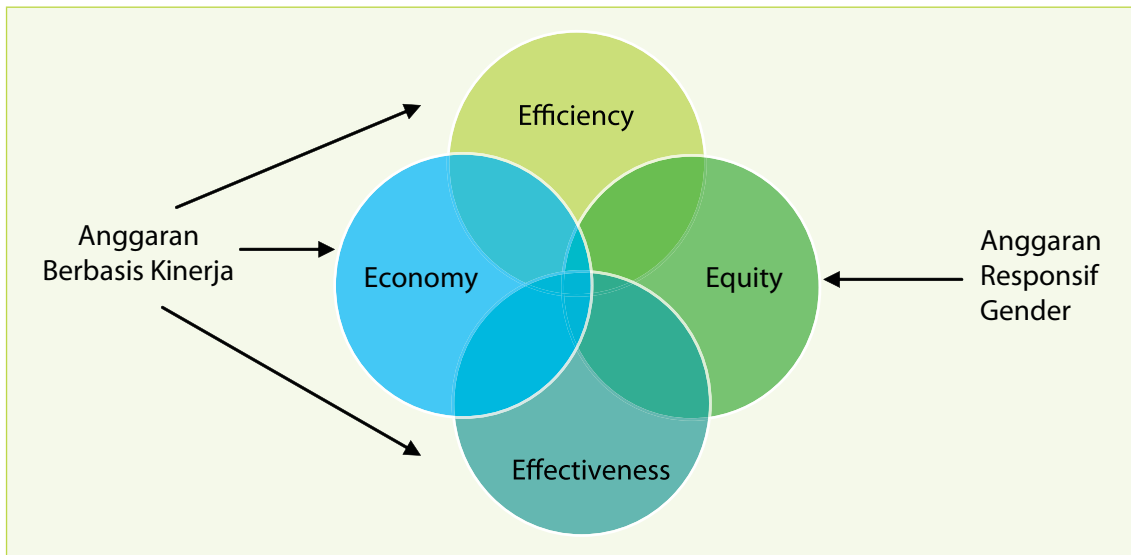 Efficiency
Anggaran
Berbasis Kinerja
Economy
Equity
Anggaran
Responsif
Gender
Effectiveness